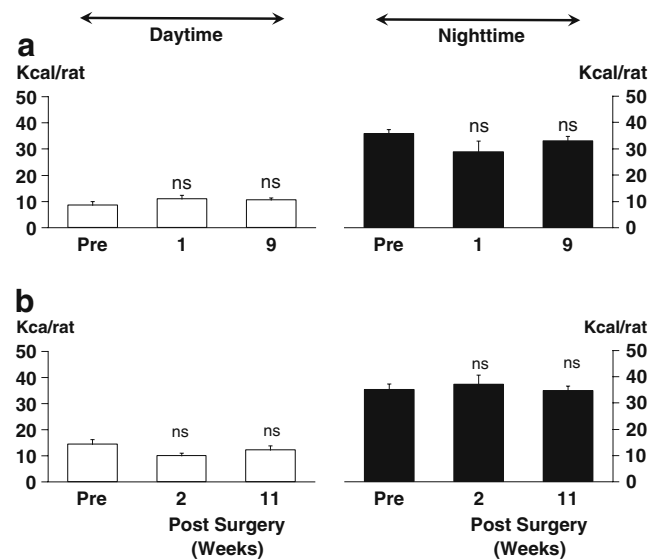 Daytime Nighttime
a
Kcal/rat Kcal/rat
50 50
40 ns ns 40
30 30
20 ns ns 20
10 10
0 0
Pre 1 9 Pre 1 9
b
Kca/rat Kcal/rat
50 ns ns 50
40 40
30 30
20 ns ns 20
10 10
0 0
Pre 2 11 Pre 2 11
Post Surgery Post Surgery
(Weeks) (Weeks)